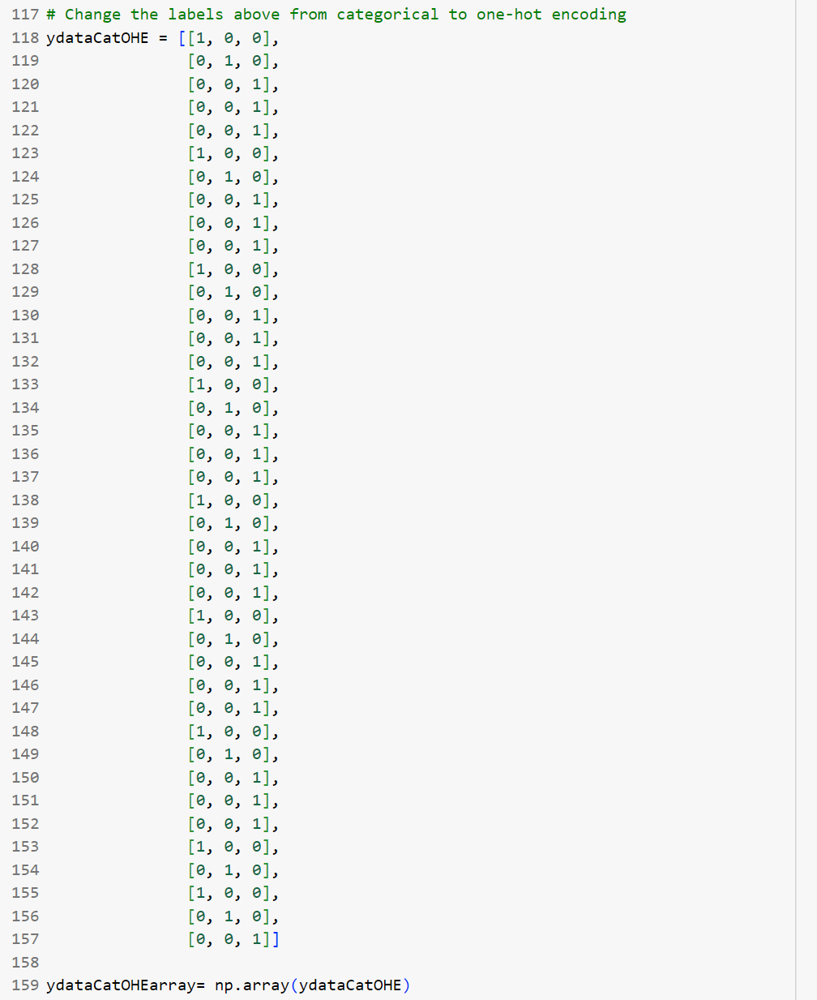 117 # Change the labels above from categorical to one-hot encoding
118 ydataCatOHE = [[1, 0, 0],
119                [0, 1, 0],
120                [0, 0, 1],
121                [0, 0, 1],
122                [0, 0, 1],
123                [1, 0, 0],
124                [0, 1, 0],
125                [0, 0, 1],
126                [0, 0, 1],
127                [0, 0, 1],
128                [1, 0, 0],
129                [0, 1, 0],
130                [0, 0, 1],
131                [0, 0, 1],
132                [0, 0, 1],
133                [1, 0, 0],
134                [0, 1, 0],
135                [0, 0, 1],
136                [0, 0, 1],
137                [0, 0, 1],
138                [1, 0, 0],
139                [0, 1, 0],
140                [0, 0, 1],
141                [0, 0, 1],
142                [0, 0, 1],
143                [1, 0, 0],
144                [0, 1, 0],
145                [0, 0, 1],
146                [0, 0, 1],
147                [0, 0, 1],
148                [1, 0, 0],
149                [0, 1, 0],
150                [0, 0, 1],
151                [0, 0, 1],
152                [0, 0, 1],
153                [1, 0, 0],
154                [0, 1, 0],
155                [1, 0, 0],
156                [0, 1, 0],
157                [0, 0, 1]]
158
159 ydataCatOHEarray= np.array(ydataCatOHE)